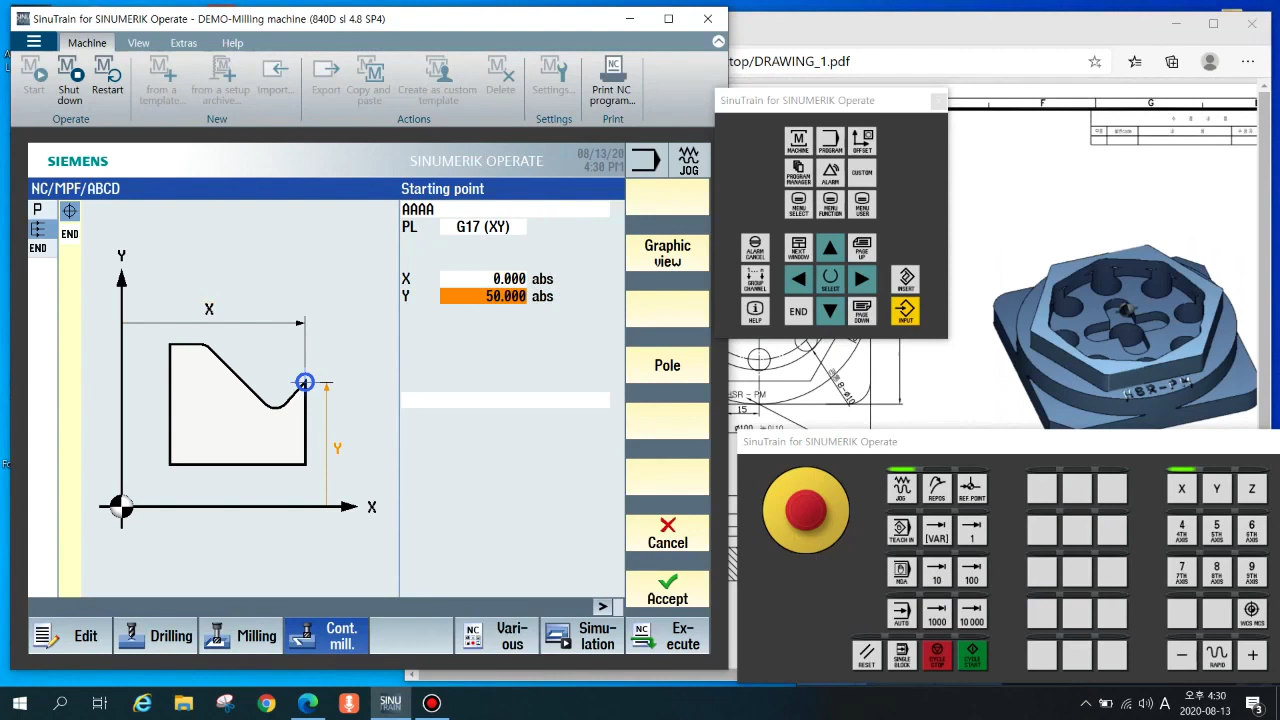 SinuTrain for SINUMERIK Operate - DEMO-Milling machine (840D sl 4.8 SP4)
Machine
View
Extras
Help
Start
Shut down
Restart
from a template...
from a setup archive...
Import...
Export
Copy and paste
Create as custom template
Delete
Settings...
Print NC program...
Operate
New
Actions
Settings
Print
SIEMENS
SINUMERIK OPERATE
08/13/20
4:30 PM
JOG
NC/MPF/ABCD
Starting point
P
END
END
AAAA
PL G17 (XY)
X 0.000 abs
Y 50.000 abs
Y
X
Y
X
Graphic view
Pole
Cancel
Accept
>
Edit
Drilling
Milling
Cont. mill.
Vari-ous
Simu-lation
NC
Ex-ecute
top/DRAWING_1.pdf
F
G
SinuTrain for SINUMERIK Operate
MACHINE
PROGRAM
OFFSET
PROGRAM MANAGER
ALARM
CUSTOM
MENU SELECT
MENU FUNCTION
MENU USER
ALARM CANCEL
NEXT WINDOW
PAGE UP
1...n GROUP CHANNEL
SELECT
INSERT
HELP
END
PAGE DOWN
INPUT
HSR - PM
15
HSR-PM
SinuTrain for SINUMERIK Operate
JOG
REPOS
REF. POINT
TEACH IN
[VAR]
1
MDA
10
100
AUTO
1000
10 000
RESET
SINGLE BLOCK
CYCLE STOP
CYCLE START
X
Y
Z
4 4TH AXIS
5 5TH AXIS
6 6TH AXIS
7 7TH AXIS
8 8TH AXIS
9 9TH AXIS
WCS MCS
−
RAPID
+
SINU TRAIN
A
오후 4:30
2020-08-13
3